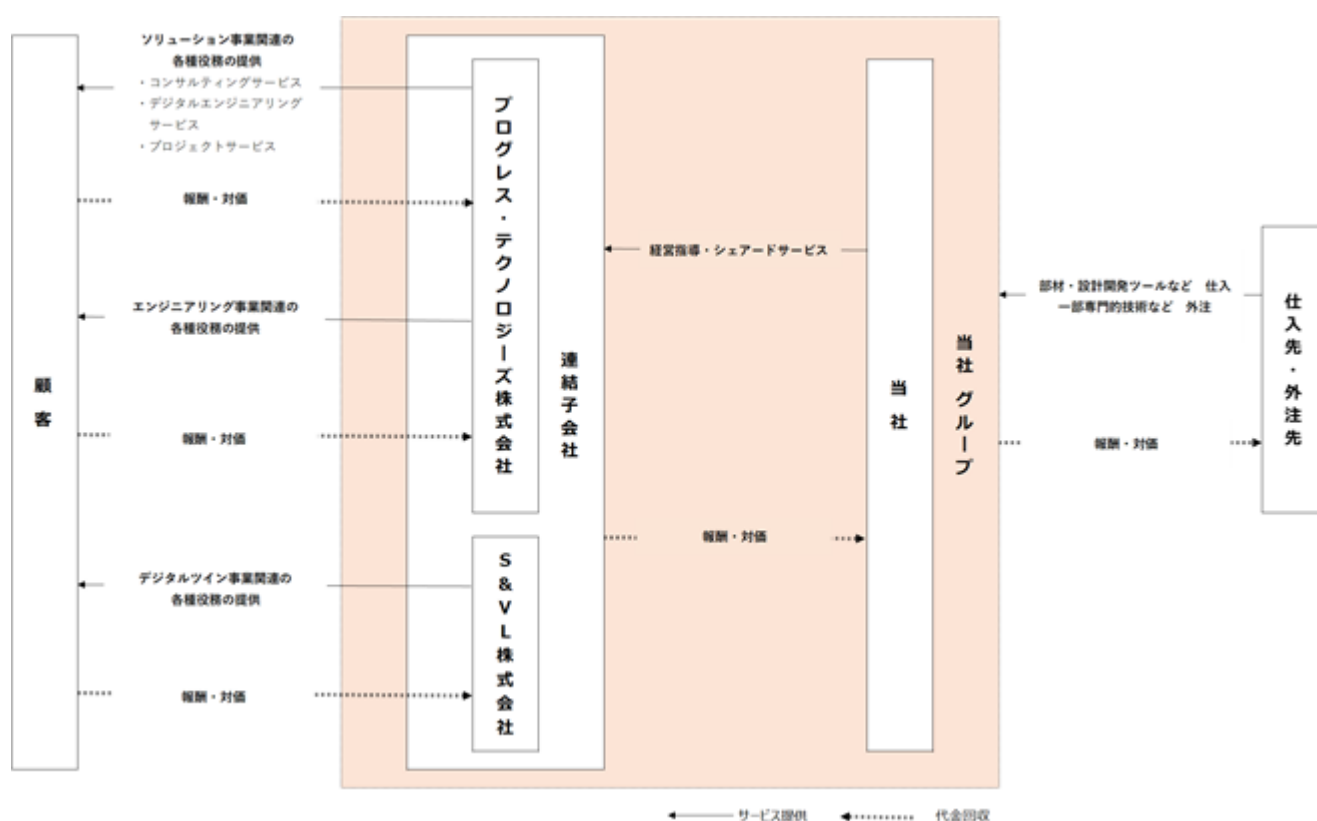 ソリューション事業関連の
各種役務の提供
・コンサルティングサービス
・デジタルエンジニアリング
サービス
・プロジェクトサービス
報酬・対価
エンジニアリング事業関連の
各種役務の提供
報酬・対価
デジタルツイン事業関連の
各種役務の提供
報酬・対価
顧客
プログレス・テクノロジーズ株式会社
S&VL株式会社
連結子会社
経営指導・シェアードサービス
報酬・対価
当社
当社 グループ
部材・設計開発ツールなど 仕入
一部専門的技術など 外注
報酬・対価
仕入先・外注先
サービス提供
代金回収